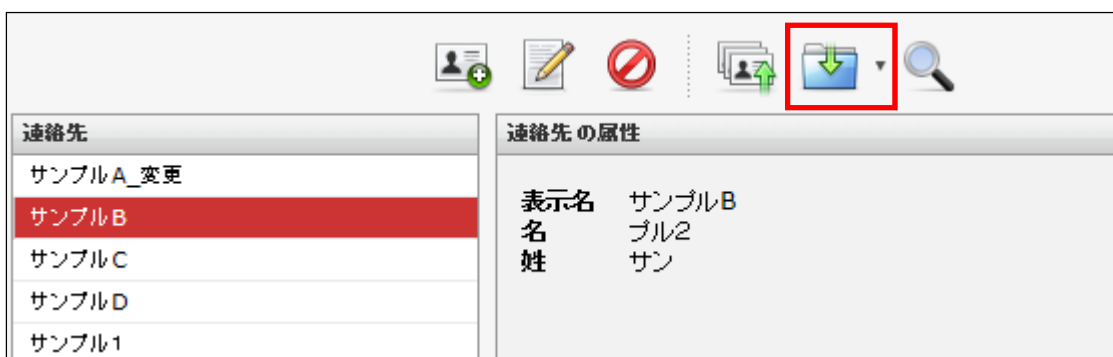 連絡先
サンプルA_変更
サンプルB
サンプルC
サンプルD
サンプル1
連絡先の属性
表示名 サンプルB
名 プル2
姓 サン